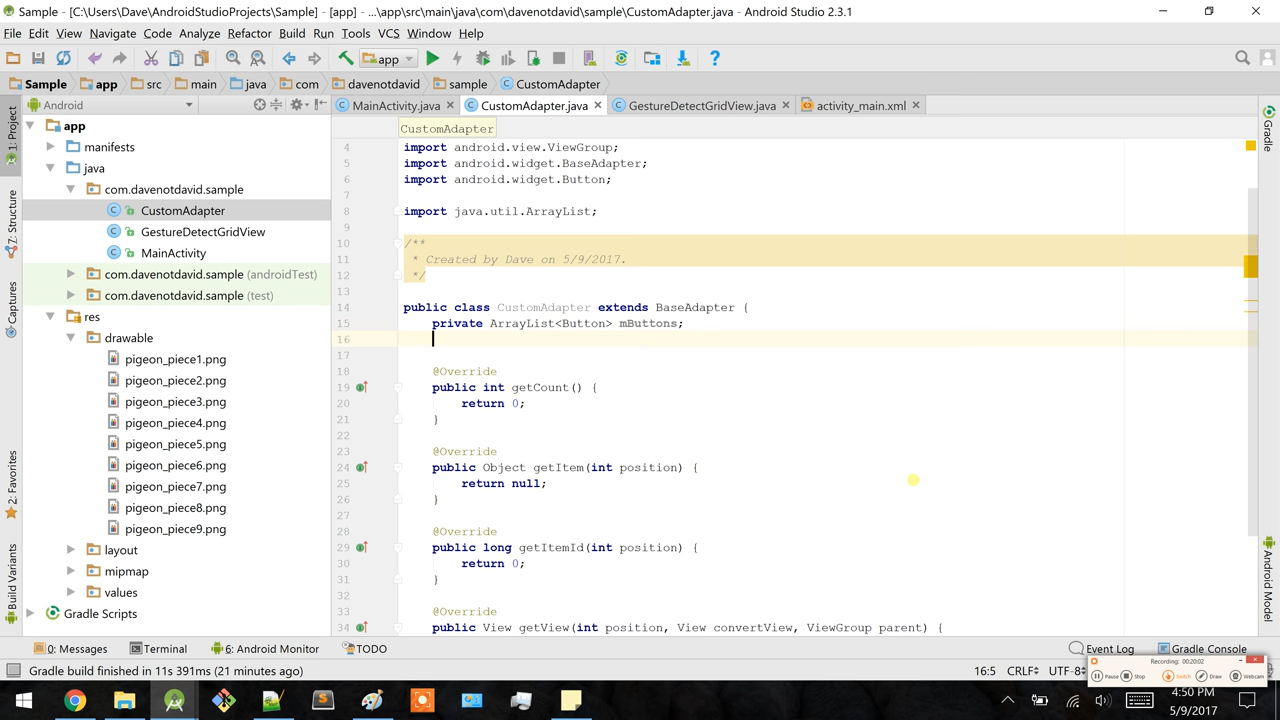 Sample - [C:\Users\Dave\AndroidStudioProjects\Sample] - [app] - ...\app\src\main\java\com\davenotdavid\sample\CustomAdapter.java - Android Studio 2.3.1
File Edit View Navigate Code Analyze Refactor Build Run Tools VCS Window Help
app
Sample app src main java com davenotdavid sample CustomAdapter
Android
MainActivity.java CustomAdapter.java GestureDetectGridView.java activity_main.xml
1: Project
Z: Structure
Captures
2: Favorites
Build Variants
app
manifests
java
com.davenotdavid.sample
CustomAdapter
GestureDetectGridView
MainActivity
com.davenotdavid.sample (androidTest)
com.davenotdavid.sample (test)
res
drawable
pigeon_piece1.png
pigeon_piece2.png
pigeon_piece3.png
pigeon_piece4.png
pigeon_piece5.png
pigeon_piece6.png
pigeon_piece7.png
pigeon_piece8.png
pigeon_piece9.png
layout
mipmap
values
Gradle Scripts
CustomAdapter
4 import android.view.ViewGroup;
5 import android.widget.BaseAdapter;
6 import android.widget.Button;
7
8 import java.util.ArrayList;
9
10 /**
11 * Created by Dave on 5/9/2017.
12 */
13
14 public class CustomAdapter extends BaseAdapter {
15 private ArrayList<Button> mButtons;
16
17
18 @Override
19 public int getCount() {
20 return 0;
21 }
22
23 @Override
24 public Object getItem(int position) {
25 return null;
26 }
27
28 @Override
29 public long getItemId(int position) {
30 return 0;
31 }
32
33 @Override
34 public View getView(int position, View convertView, ViewGroup parent) {
Gradle
Android Model
0: Messages Terminal 6: Android Monitor TODO Event Log Gradle Console
Gradle build finished in 11s 391ms (21 minutes ago) 16:5 CRLF UTF-8
Recording: 00:20:02
Pause Stop Switch Draw Webcam
4:50 PM
5/9/2017